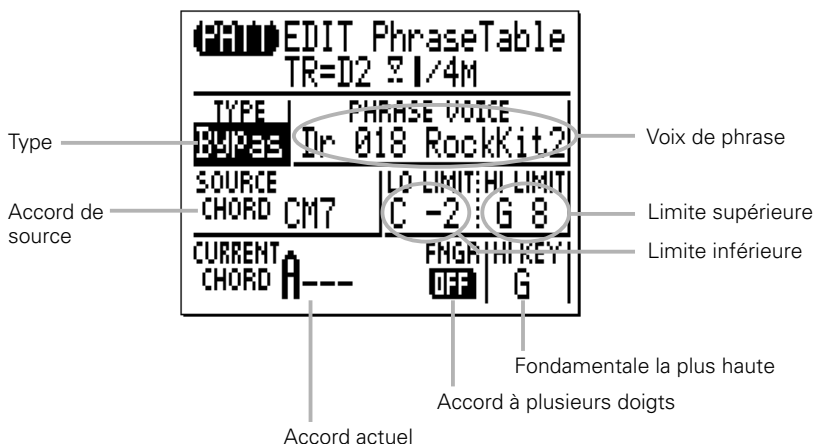 PATT EDIT PhraseTable
TR=D2 /4M
TYPE PHRASE VOICE
ByPas Dr 018 RockKit2
SOURCE CHORD CM7
LO LIMIT HI LIMIT
C -2 G 8
CURRENT CHORD A---
FNGR HI KEY
OFF G
Type
Accord de
source
Voix de phrase
Limite supérieure
Limite inférieure
Fondamentale la plus haute
Accord à plusieurs doigts
Accord actuel